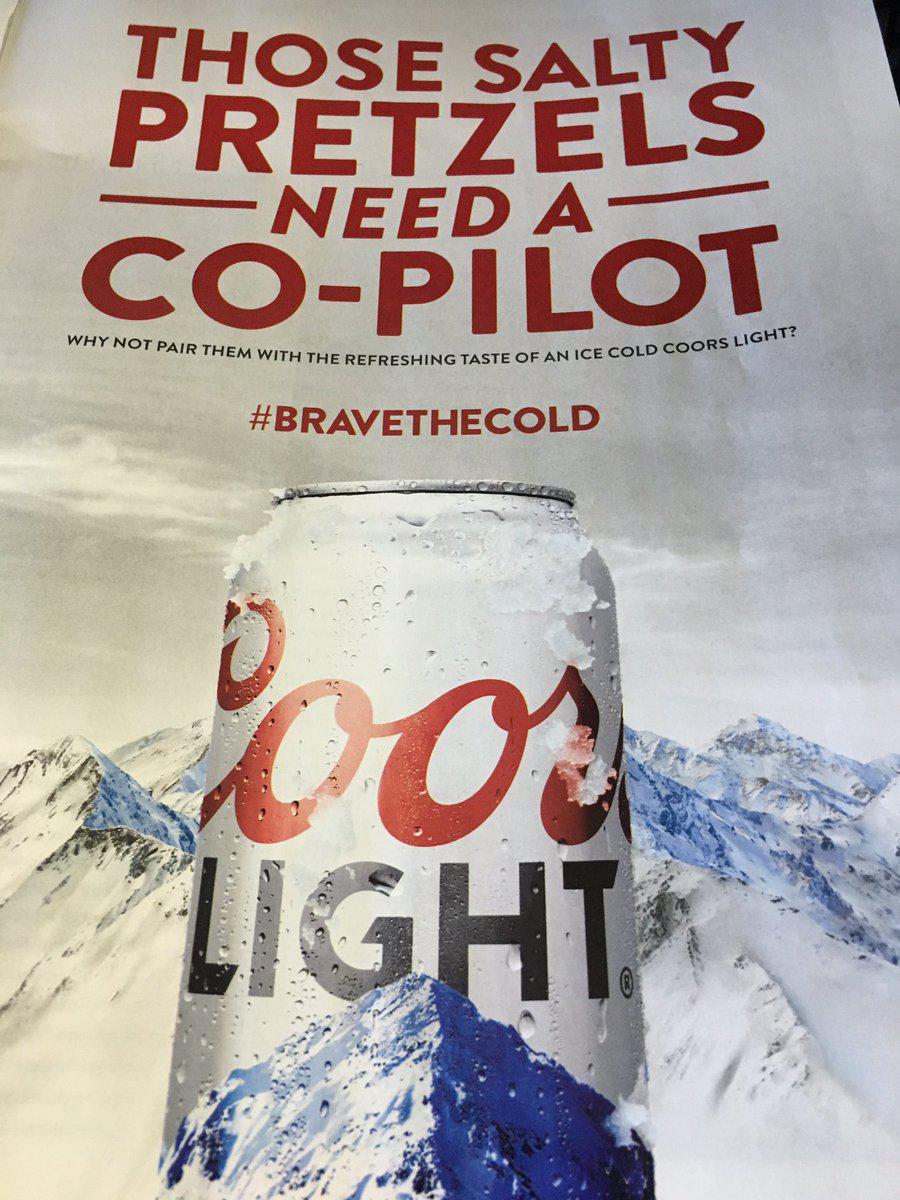 THOSE SALTY
PRETZELS
NEED A
CO-PILOT
WHY NOT PAIR THEM WITH THE REFRESHING TASTE OF AN ICE COLD COORS LIGHT?
#BRAVETHECOLD
Coors
LIGHT®